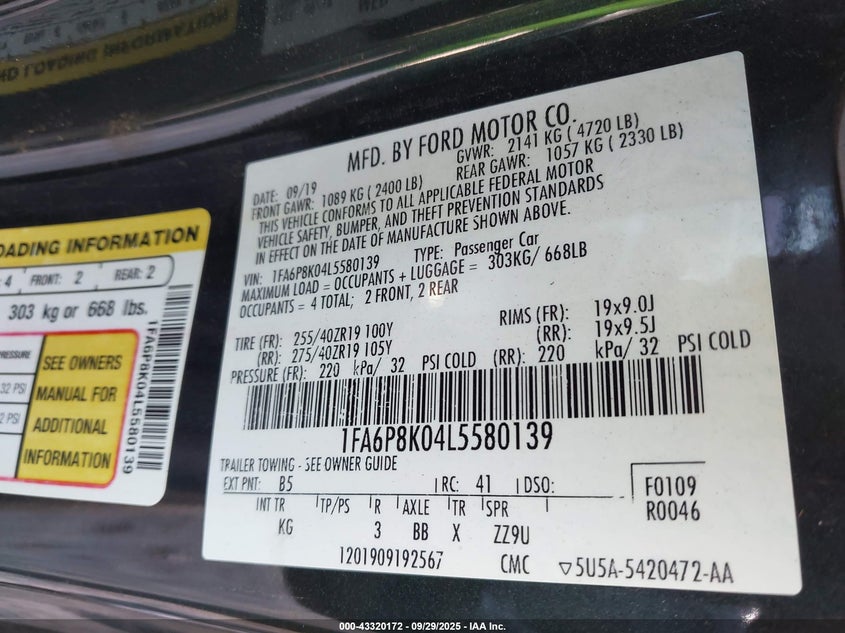 MFD. BY FORD MOTOR CO.
DATE: 09/19
GVWR: 2141 KG ( 4720 LB)
FRONT GAWR: 1089 KG ( 2400 LB)
REAR GAWR: 1057 KG ( 2330 LB)
THIS VEHICLE CONFORMS TO ALL APPLICABLE FEDERAL MOTOR
VEHICLE SAFETY, BUMPER, AND THEFT PREVENTION STANDARDS
IN EFFECT ON THE DATE OF MANUFACTURE SHOWN ABOVE.
VIN: 1FA6P8K04L5580139 TYPE: Passenger Car
MAXIMUM LOAD = OCCUPANTS + LUGGAGE = 303KG/ 668LB
OCCUPANTS = 4 TOTAL; 2 FRONT, 2 REAR
TIRE (FR): 255/40ZR19 100Y RIMS (FR): 19x9.0J
(RR): 275/40ZR19 105Y (RR): 19x9.5J
PRESSURE (FR): 220 kPa/ 32 PSI COLD (RR): 220 kPa/ 32 PSI COLD
1FA6P8K04L5580139
TRAILER TOWING - SEE OWNER GUIDE
EXT PNT: B5 RC: 41 DSO:
F0109
R0046
INT TR TP/PS R AXLE TR SPR
KG 3 BB X ZZ9U
1201909192567 CMC ▽5U5A-5420472-AA
OADING INFORMATION
4 FRONT: 2 REAR: 2
303 kg or 668 lbs.
PRESSURE
32 PSI
2 PSI
SEE OWNERS
MANUAL FOR
ADDITIONAL
INFORMATION
1FA6P8K04L5580139
000-43320172 - 09/29/2025 - IAA Inc.